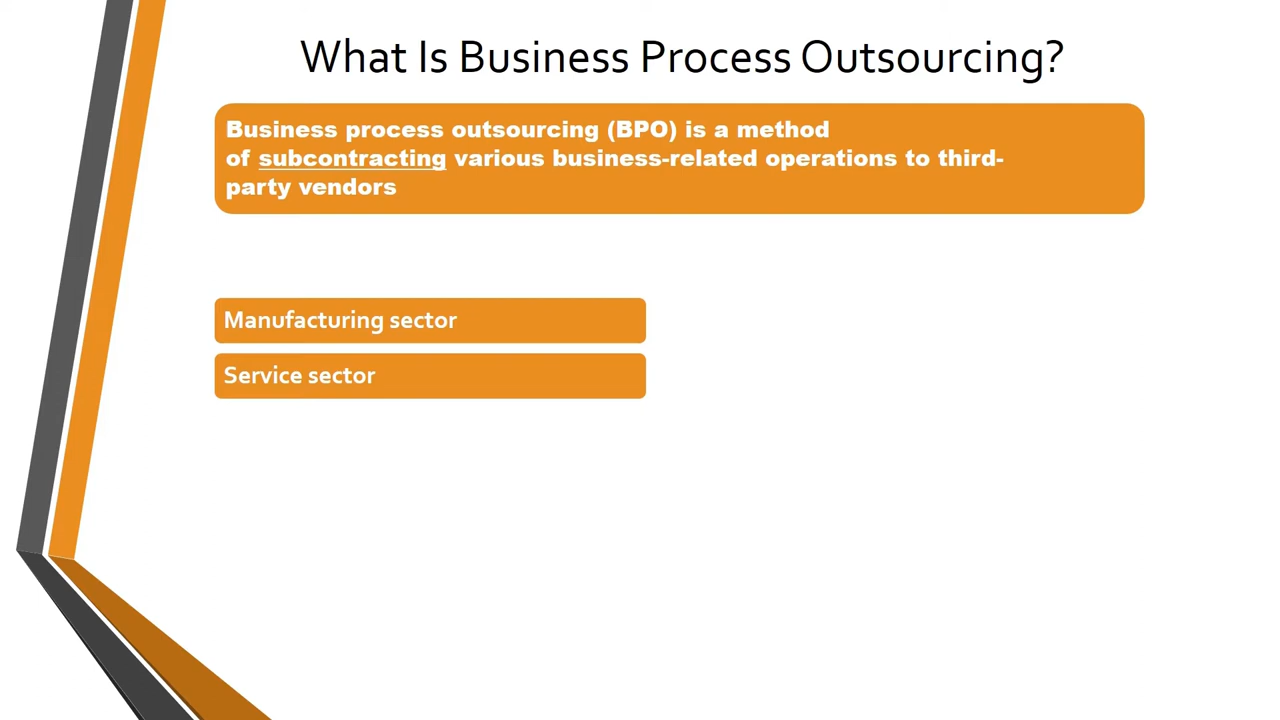 What Is Business Process Outsourcing?
Business process outsourcing (BPO) is a method
of subcontracting various business-related operations to third-
party vendors
Manufacturing sector
Service sector